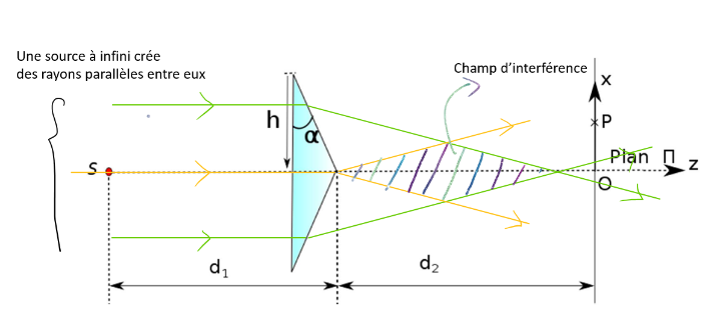 Une source à infini crée
des rayons parallèles entre eux
Champ d'interférence
x
h
α
P
S
Plan Π
z
O
d₁
d₂